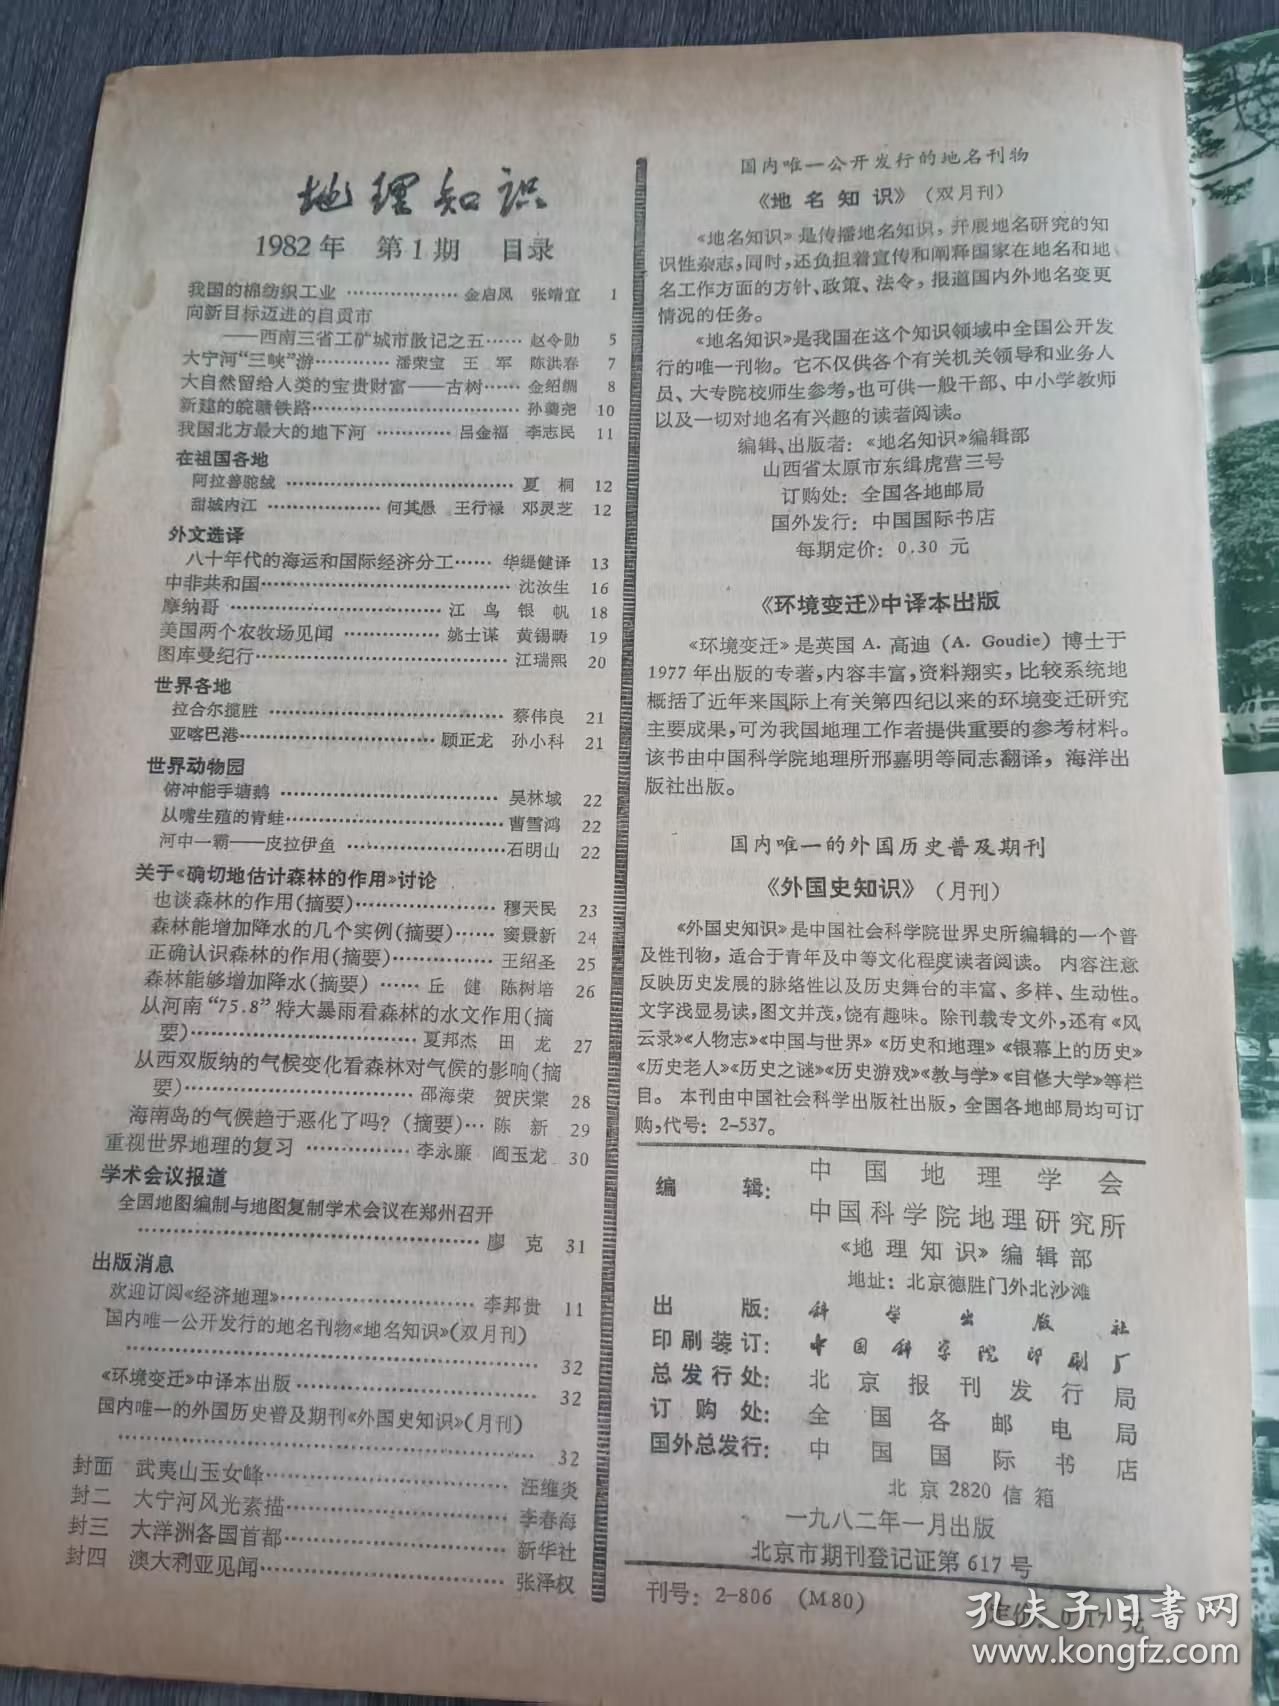 地理知识
1982年 第1期 目录
我国的棉纺织工业 ………………… 金启凤 张靖宜 1
向新目标迈进的自贡市
——西南三省工矿城市散记之五…… 赵令勋 5
大宁河“三峡”游………… 潘荣宝 王 军 陈洪春 7
大自然留给人类的宝贵财富——古树…… 金绍绸 8
新建的皖赣铁路………………………………… 孙羹尧 10
我国北方最大的地下河 ………… 吕金福 李志民 11
在祖国各地
阿拉善驼绒 ………………………………… 夏 桐 12
甜城内江 ………………… 何其愚 王行禄 邓灵芝 12
外文选译
八十年代的海运和国际经济分工…… 华缇健译 13
中非共和国……………………………………… 沈汝生 16
摩纳哥 ……………………………… 江 鸟 银 帆 18
美国两个农牧场见闻 …………… 姚士谋 黄锡畴 19
图库曼纪行……………………………………… 江瑞熙 20
世界各地
拉合尔揽胜 …………………………………… 蔡伟良 21
亚喀巴港……………………………… 顾正龙 孙小科 21
世界动物园
俯冲能手塘鹅 ………………………………… 吴林域 22
从嘴生殖的青蛙………………………………… 曹雪鸿 22
河中一霸——皮拉伊鱼 ……………………… 石明山 22
关于《确切地估计森林的作用》讨论
也谈森林的作用(摘要)…………………… 穆天民 23
森林能增加降水的几个实例(摘要)…… 窦景新 24
正确认识森林的作用(摘要)…………… 王绍圣 25
森林能够增加降水(摘要) …… 丘 健 陈树培 26
从河南“75.8”特大暴雨看森林的水文作用(摘
要)…………………………………… 夏邦杰 田 龙 27
从西双版纳的气候变化看森林对气候的影响(摘
要)…………………………………… 邵海荣 贺庆棠 28
海南岛的气候趋于恶化了吗?(摘要)… 陈 新 29
重视世界地理的复习 ……………… 李永廉 阎玉龙 30
学术会议报道
全国地图编制与地图复制学术会议在郑州召开
………………………………………………… 廖 克 31
出版消息
欢迎订阅《经济地理》………………………… 李邦贵 11
国内唯一公开发行的地名刊物《地名知识》(双月刊)
……………………………………………………………… 32
《环境变迁》中译本出版 ………………………………… 32
国内唯一的外国历史普及期刊《外国史知识》(月刊)
……………………………………………………………… 32
封面 武夷山玉女峰…………………………… 汪维炎
封二 大宁河风光素描………………………… 李春海
封三 大洋洲各国首都………………………… 新华社
封四 澳大利亚见闻…………………………… 张泽权
国内唯一公开发行的地名刊物
《地名知识》(双月刊)
《地名知识》是传播地名知识，开展地名研究的知
识性杂志,同时,还负担着宣传和阐释国家在地名和地
名工作方面的方针、政策、法令，报道国内外地名变更
情况的任务。
《地名知识》是我国在这个知识领域中全国公开发
行的唯一刊物。它不仅供各个有关机关领导和业务人
员、大专院校师生参考,也可供一般干部、中小学教师
以及一切对地名有兴趣的读者阅读。
编辑、出版者：《地名知识》编辑部
山西省太原市东缉虎营三号
订购处：全国各地邮局
国外发行：中国国际书店
每期定价：0.30 元
《环境变迁》中译本出版
《环境变迁》是英国 A. 高迪 (A. Goudie) 博士于
1977 年出版的专著,内容丰富,资料翔实，比较系统地
概括了近年来国际上有关第四纪以来的环境变迁研究
主要成果,可为我国地理工作者提供重要的参考材料。
该书由中国科学院地理所邢嘉明等同志翻译，海洋出
版社出版。
国内唯一的外国历史普及期刊
《外国史知识》(月刊)
《外国史知识》是中国社会科学院世界史所编辑的一个普
及性刊物，适合于青年及中等文化程度读者阅读。 内容注意
反映历史发展的脉络性以及历史舞台的丰富、多样、生动性。
文字浅显易读,图文并茂,饶有趣味。除刊载专文外,还有《风
云录》《人物志》《中国与世界》《历史和地理》《银幕上的历史》
《历史老人》《历史之谜》《历史游戏》《教与学》《自修大学》等栏
目。 本刊由中国社会科学出版社出版，全国各地邮局均可订
购,代号：2-537。
编 辑： 中国地理学会
中国科学院地理研究所
《地理知识》编辑部
地址：北京德胜门外北沙滩
出 版： 科学出版社
印刷装订： 中国科学院印刷厂
总发行处： 北京报刊发行局
订 购 处： 全国各邮电局
国外总发行： 中国国际书店
北京2820信箱
一九八二年一月出版
北京市期刊登记证第617号
刊号：2-806 (M80)
定价：0.17 元
孔夫子旧书网
www.kongfz.com